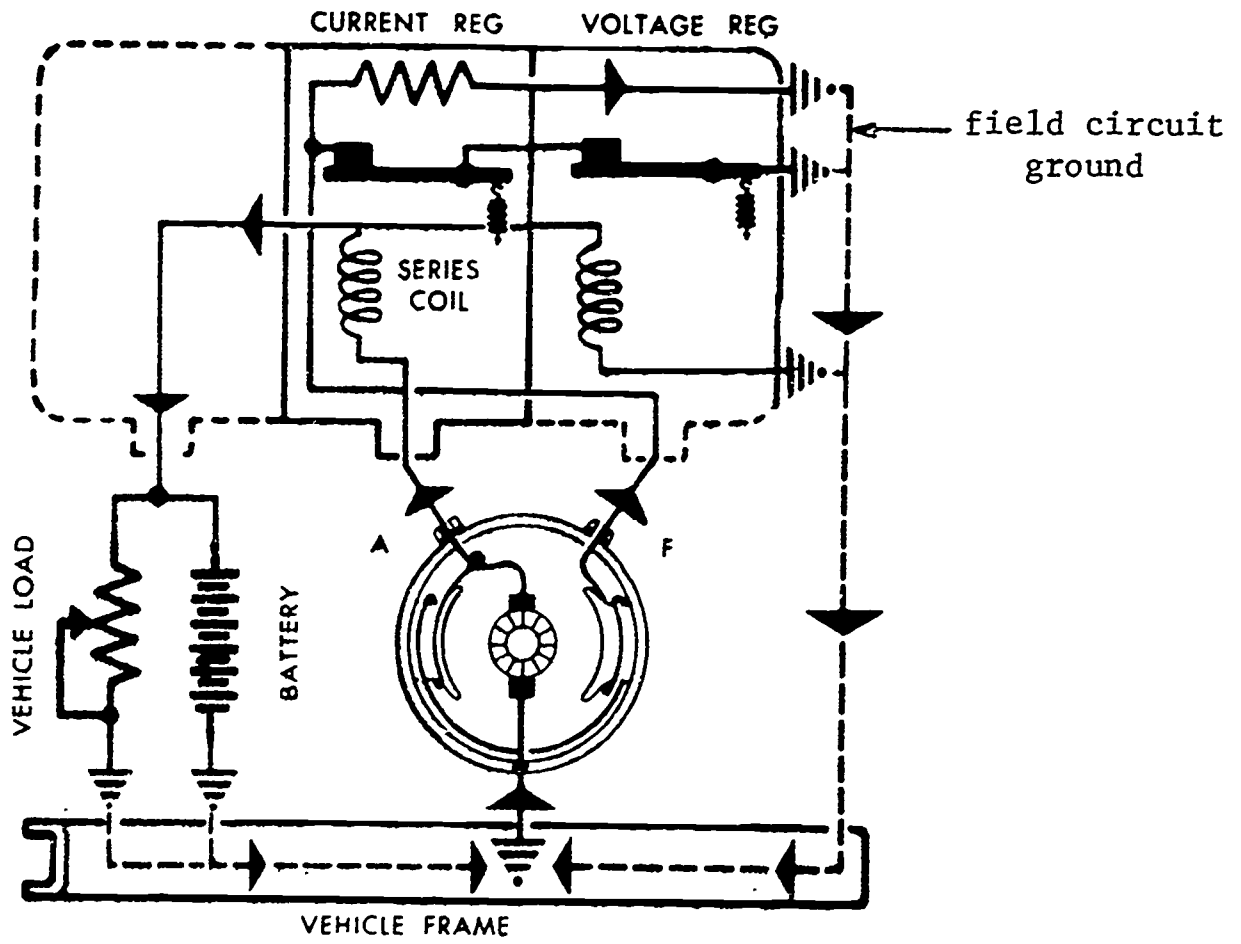 CURRENT REG
VOLTAGE REG
field circuit
ground
SERIES
COIL
A
F
VEHICLE LOAD
BATTERY
VEHICLE FRAME